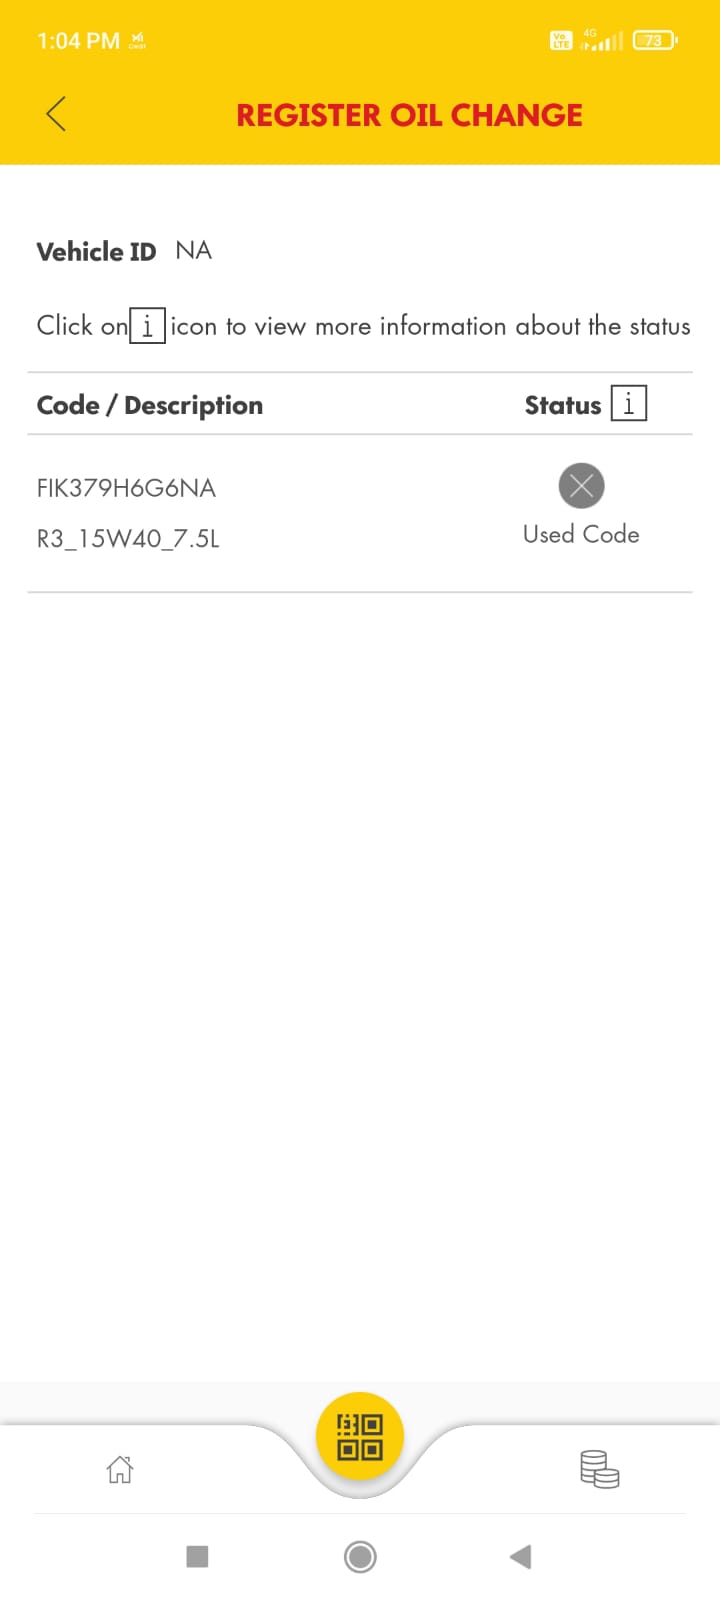 1:04 PM
Vo
LTE
4G
73
REGISTER OIL CHANGE
Vehicle ID NA
Click on i icon to view more information about the status
Code / Description Status i
FIK379H6G6NA
R3_15W40_7.5L
Used Code